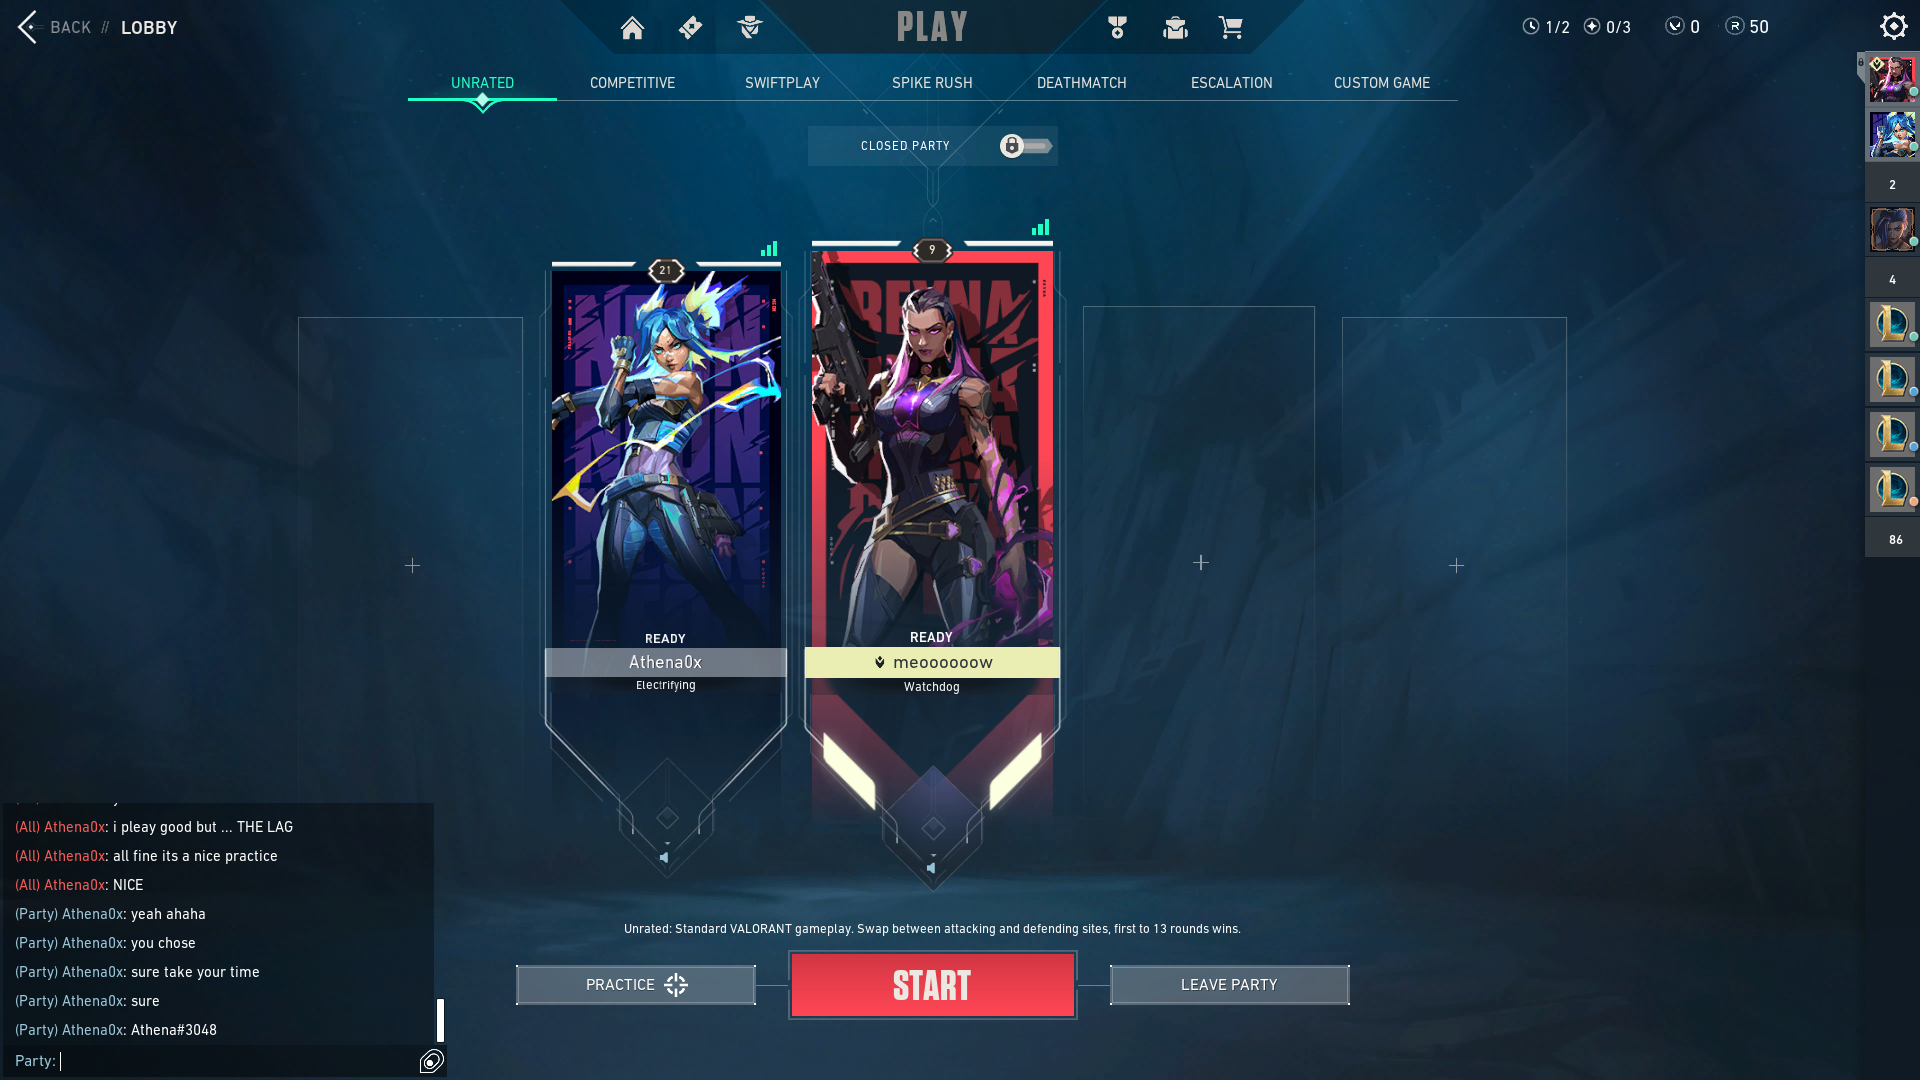 BACK // LOBBY
PLAY
1/2 0/3 0 50
UNRATED COMPETITIVE SWIFTPLAY SPIKE RUSH DEATHMATCH ESCALATION CUSTOM GAME
CLOSED PARTY
2
4
86
21
9
NEON
REYNA
READY
Athena0x
Electrifying
READY
meoooooow
Watchdog
(All) Athena0x: i pleay good but ... THE LAG
(All) Athena0x: all fine its a nice practice
(All) Athena0x: NICE
(Party) Athena0x: yeah ahaha
(Party) Athena0x: you chose
(Party) Athena0x: sure take your time
(Party) Athena0x: sure
(Party) Athena0x: Athena#3048
Party:
Unrated: Standard VALORANT gameplay. Swap between attacking and defending sites, first to 13 rounds wins.
PRACTICE
START
LEAVE PARTY